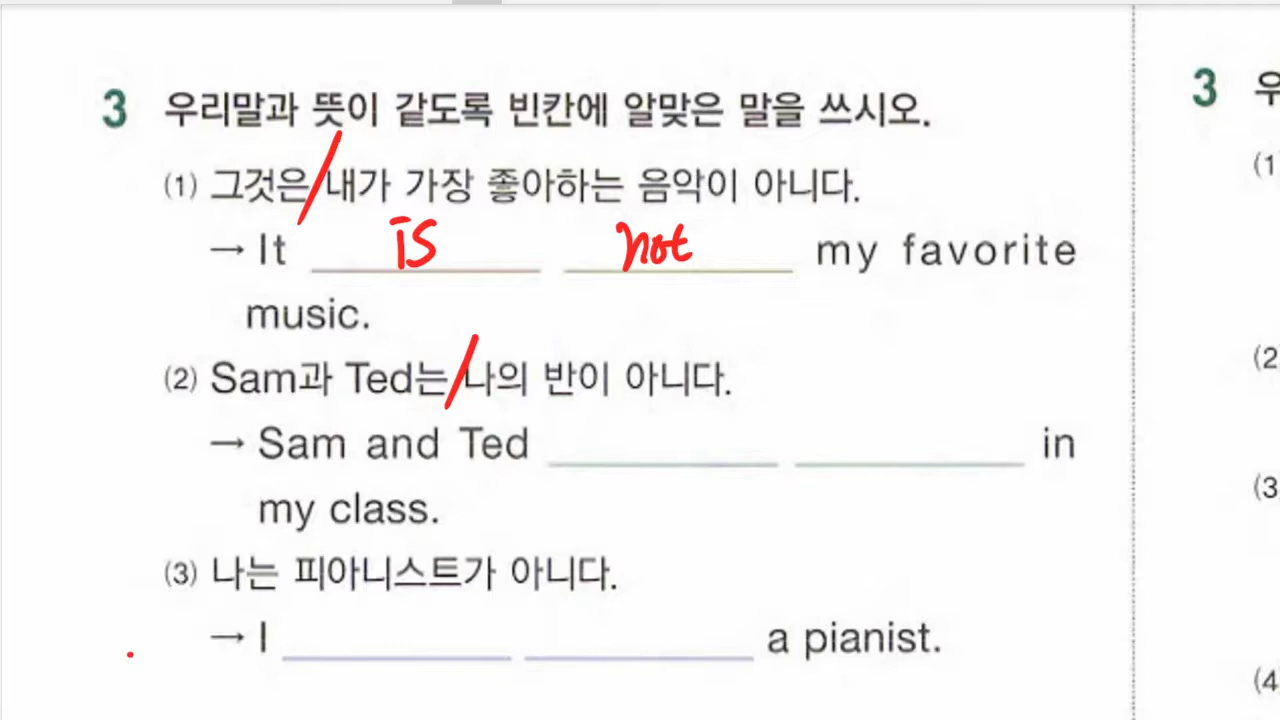 3 우리말과 뜻이 같도록 빈칸에 알맞은 말을 쓰시오.
(1) 그것은/내가 가장 좋아하는 음악이 아니다.
→ It is not my favorite
music.
(2) Sam과 Ted는/나의 반이 아니다.
→ Sam and Ted in
my class.
(3) 나는 피아니스트가 아니다.
→ I a pianist.
3 우
(1
(2
(3
(4